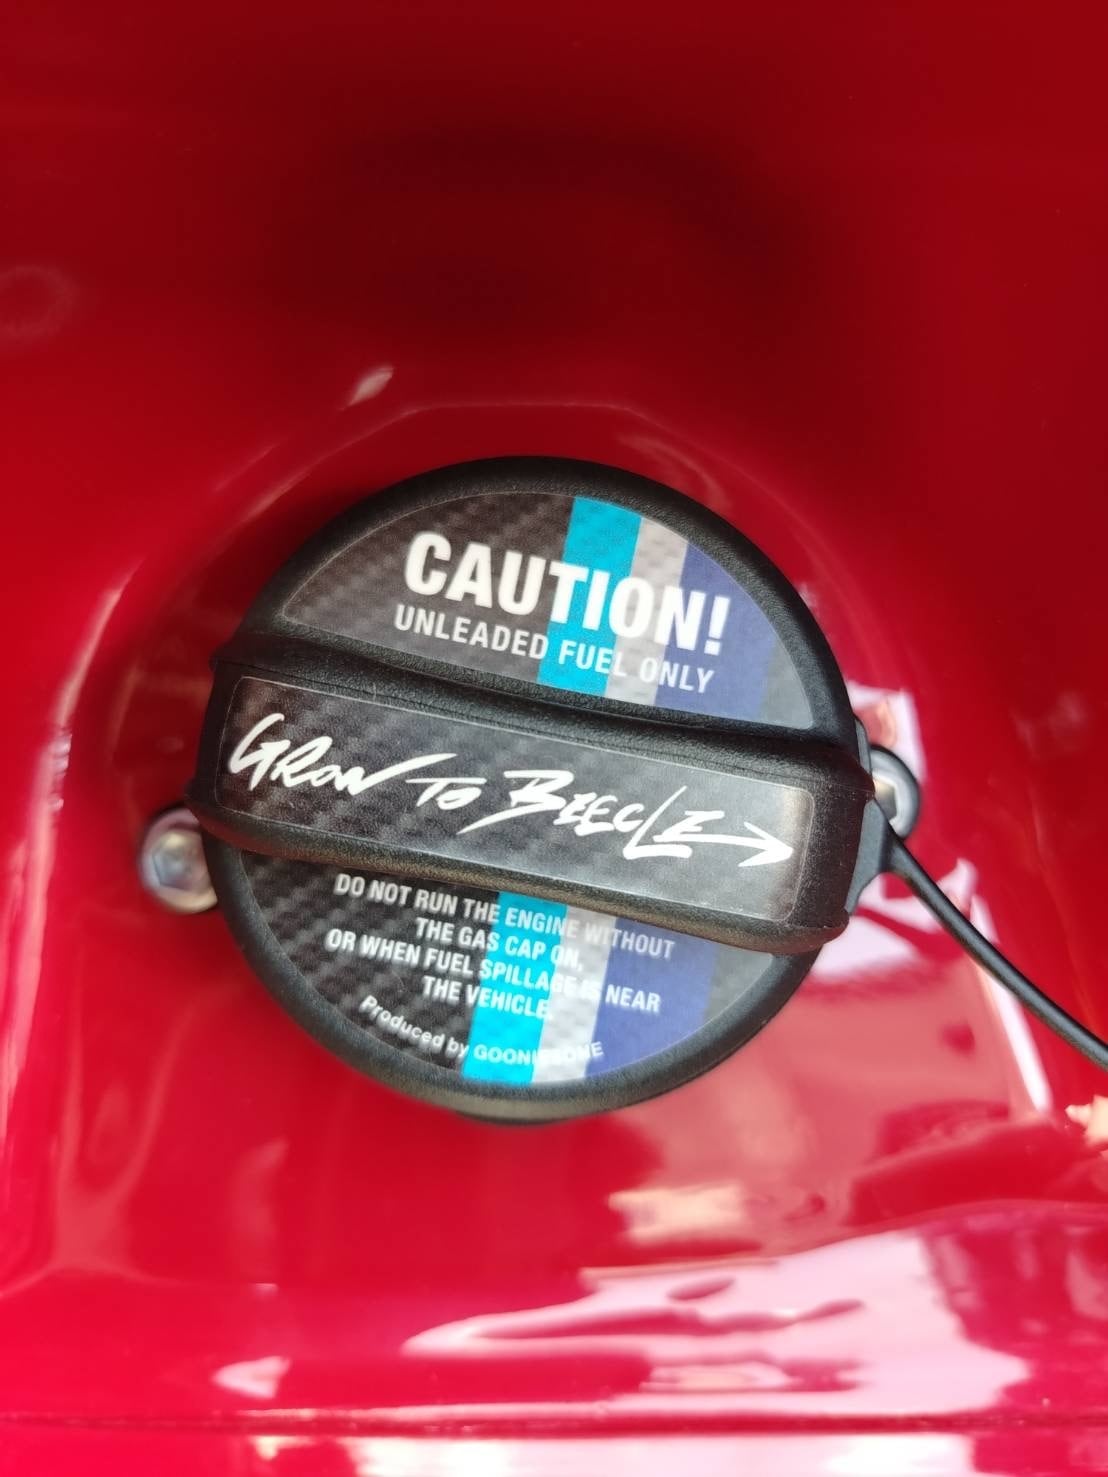 CAUTION!
UNLEADED FUEL ONLY
GROW TO BEECLE
DO NOT RUN THE ENGINE WITHOUT
THE GAS CAP ON,
OR WHEN FUEL SPILLAGE IS NEAR
THE VEHICLE.
Produced by